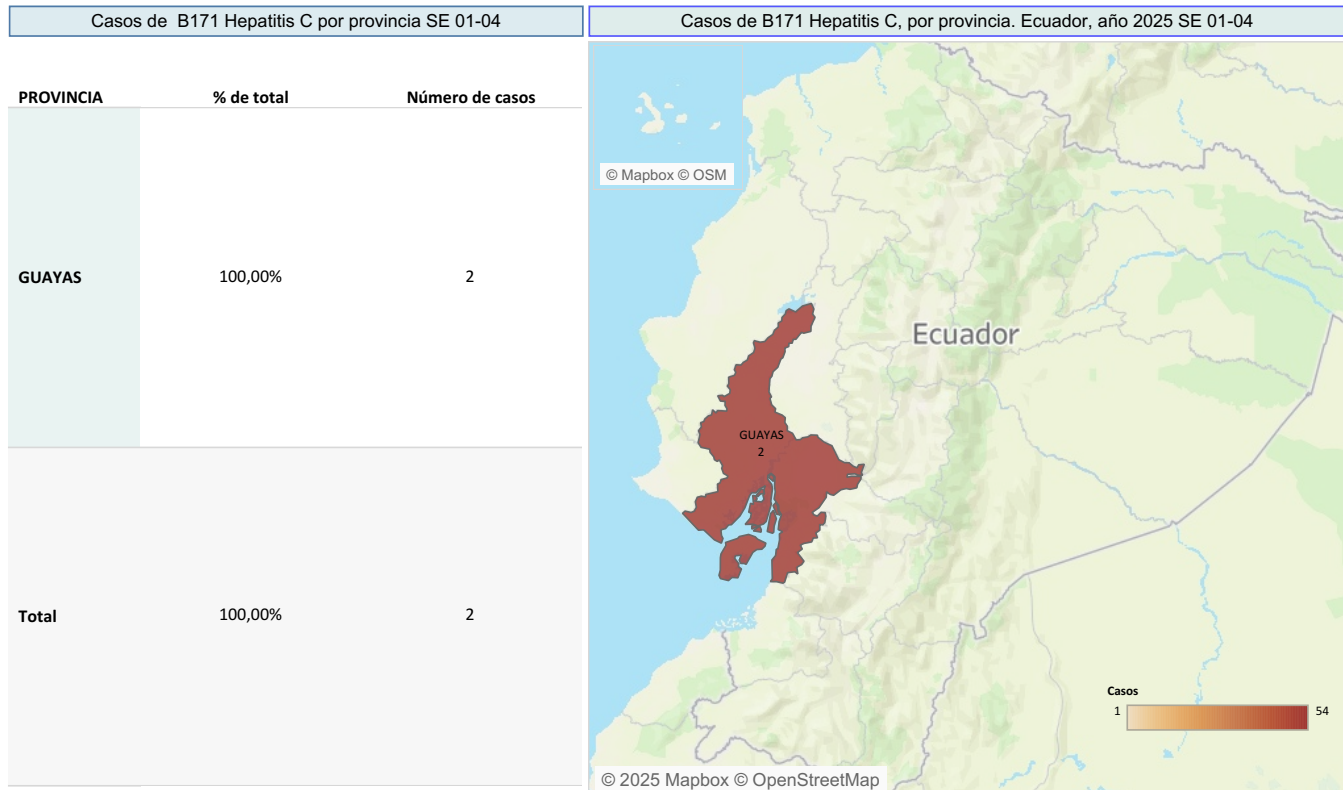 Casos de B171 Hepatitis C por provincia SE 01-04
PROVINCIA % de total Número de casos
GUAYAS 100,00% 2
Total 100,00% 2
Casos de B171 Hepatitis C, por provincia. Ecuador, año 2025 SE 01-04
© Mapbox © OSM
Ecuador
GUAYAS
2
Casos
1 54
© 2025 Mapbox © OpenStreetMap